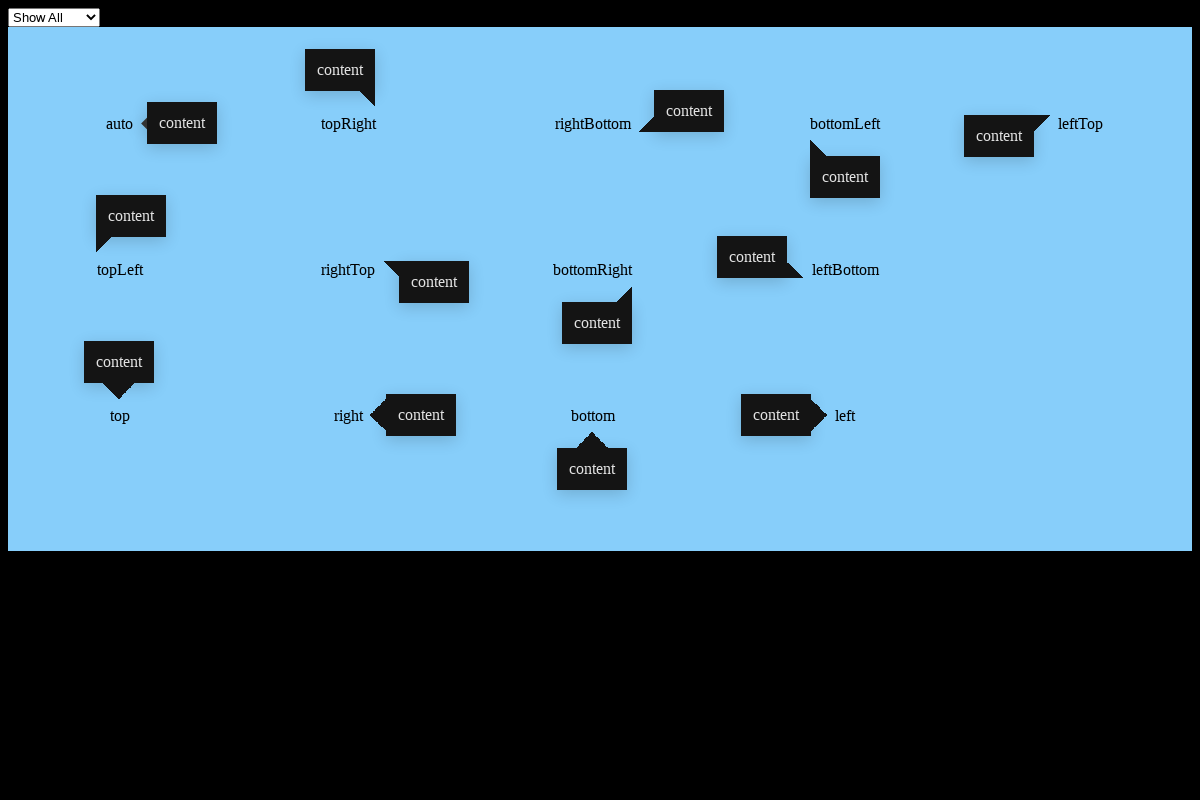 Show All
content
auto
content
topRight
rightBottom
content
bottomLeft
content
content
leftTop
content
topLeft
rightTop
content
bottomRight
content
content
leftBottom
content
top
right
content
bottom
content
content
left